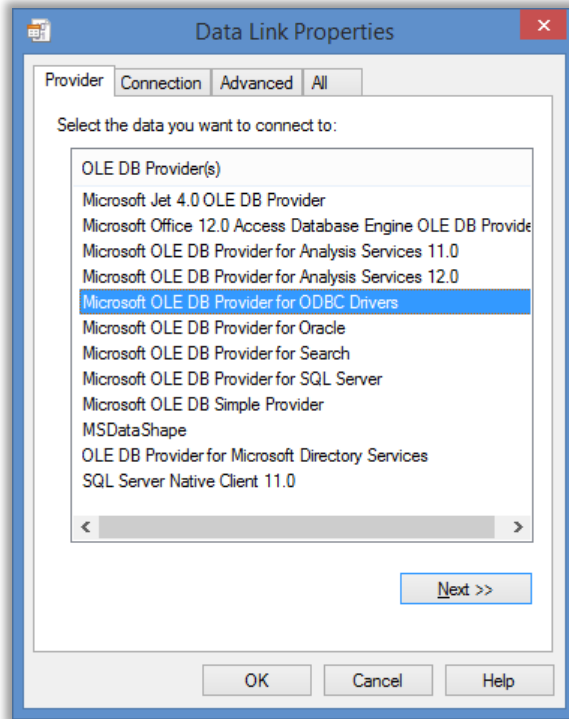 Data Link Properties
Provider Connection Advanced All
Select the data you want to connect to:
OLE DB Provider(s)
Microsoft Jet 4.0 OLE DB Provider
Microsoft Office 12.0 Access Database Engine OLE DB Provide
Microsoft OLE DB Provider for Analysis Services 11.0
Microsoft OLE DB Provider for Analysis Services 12.0
Microsoft OLE DB Provider for ODBC Drivers
Microsoft OLE DB Provider for Oracle
Microsoft OLE DB Provider for Search
Microsoft OLE DB Provider for SQL Server
Microsoft OLE DB Simple Provider
MSDataShape
OLE DB Provider for Microsoft Directory Services
SQL Server Native Client 11.0
Next >>
OK Cancel Help